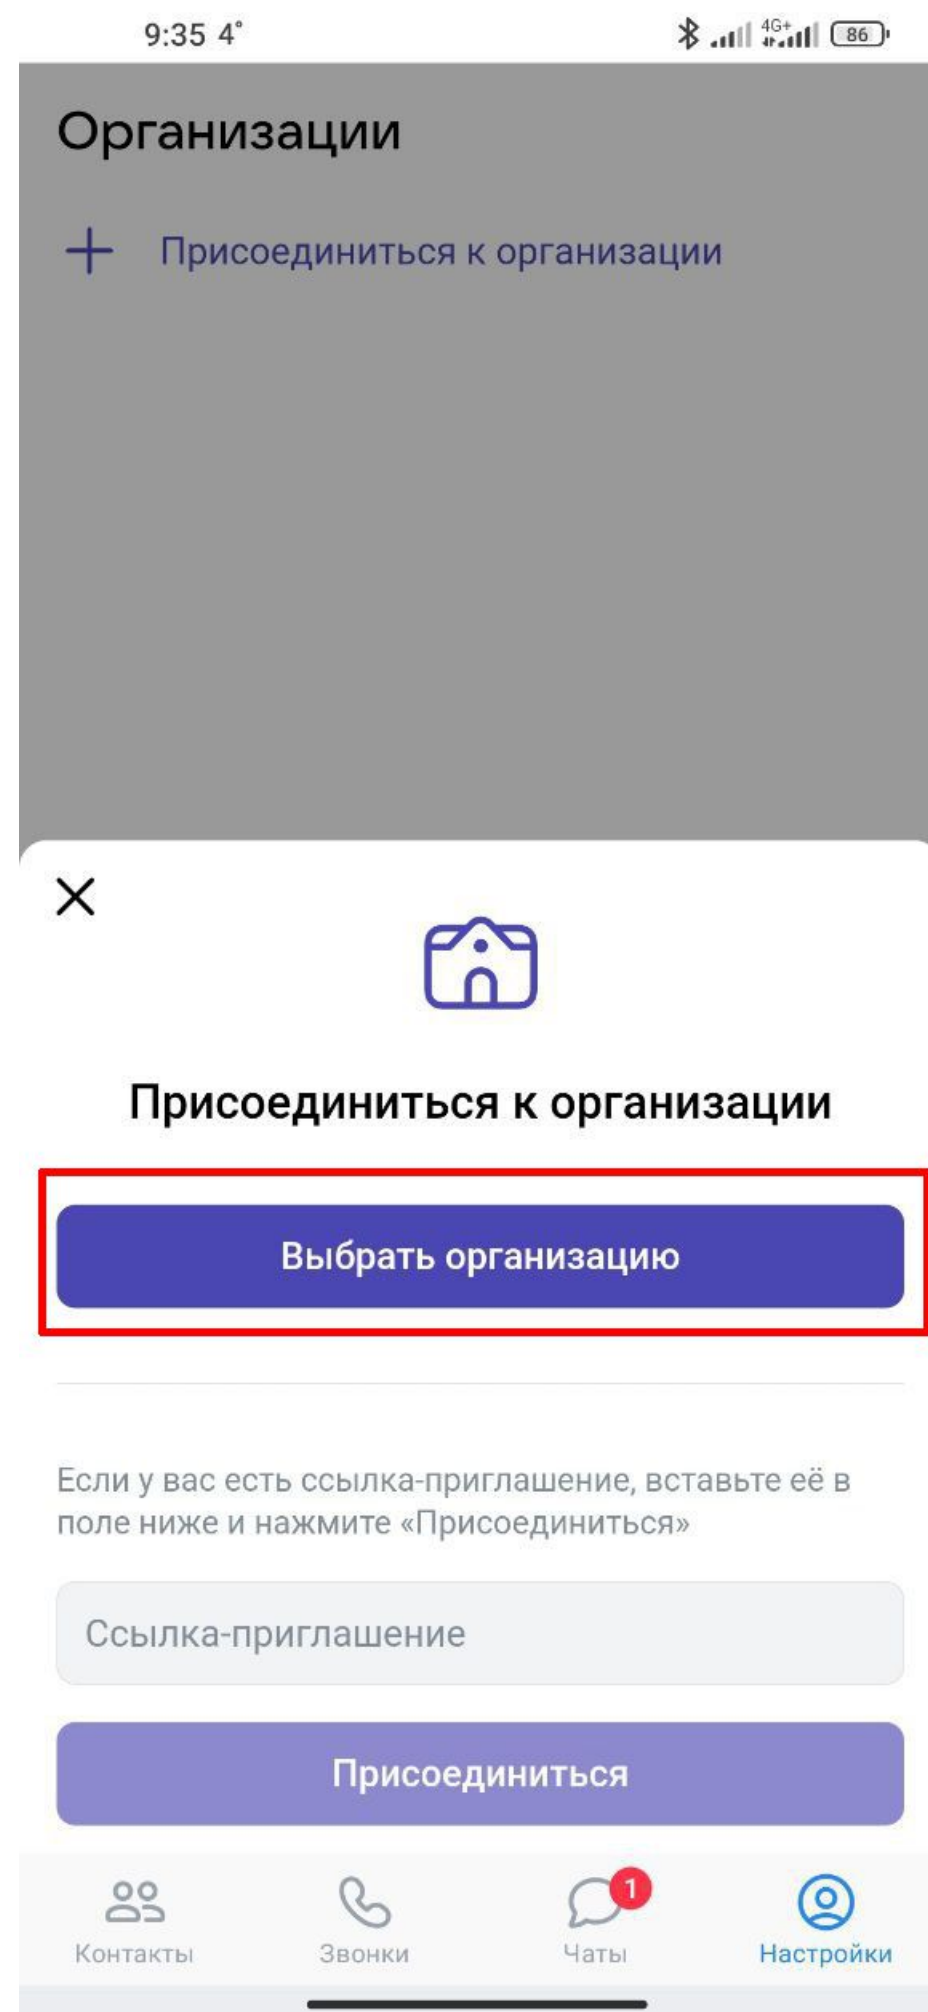 9:35 4°
4G+
86
Организации
Присоединиться к организации
Присоединиться к организации
Выбрать организацию
Если у вас есть ссылка-приглашение, вставьте её в
поле ниже и нажмите «Присоединиться»
Ссылка-приглашение
Присоединиться
1
Контакты Звонки Чаты Настройки